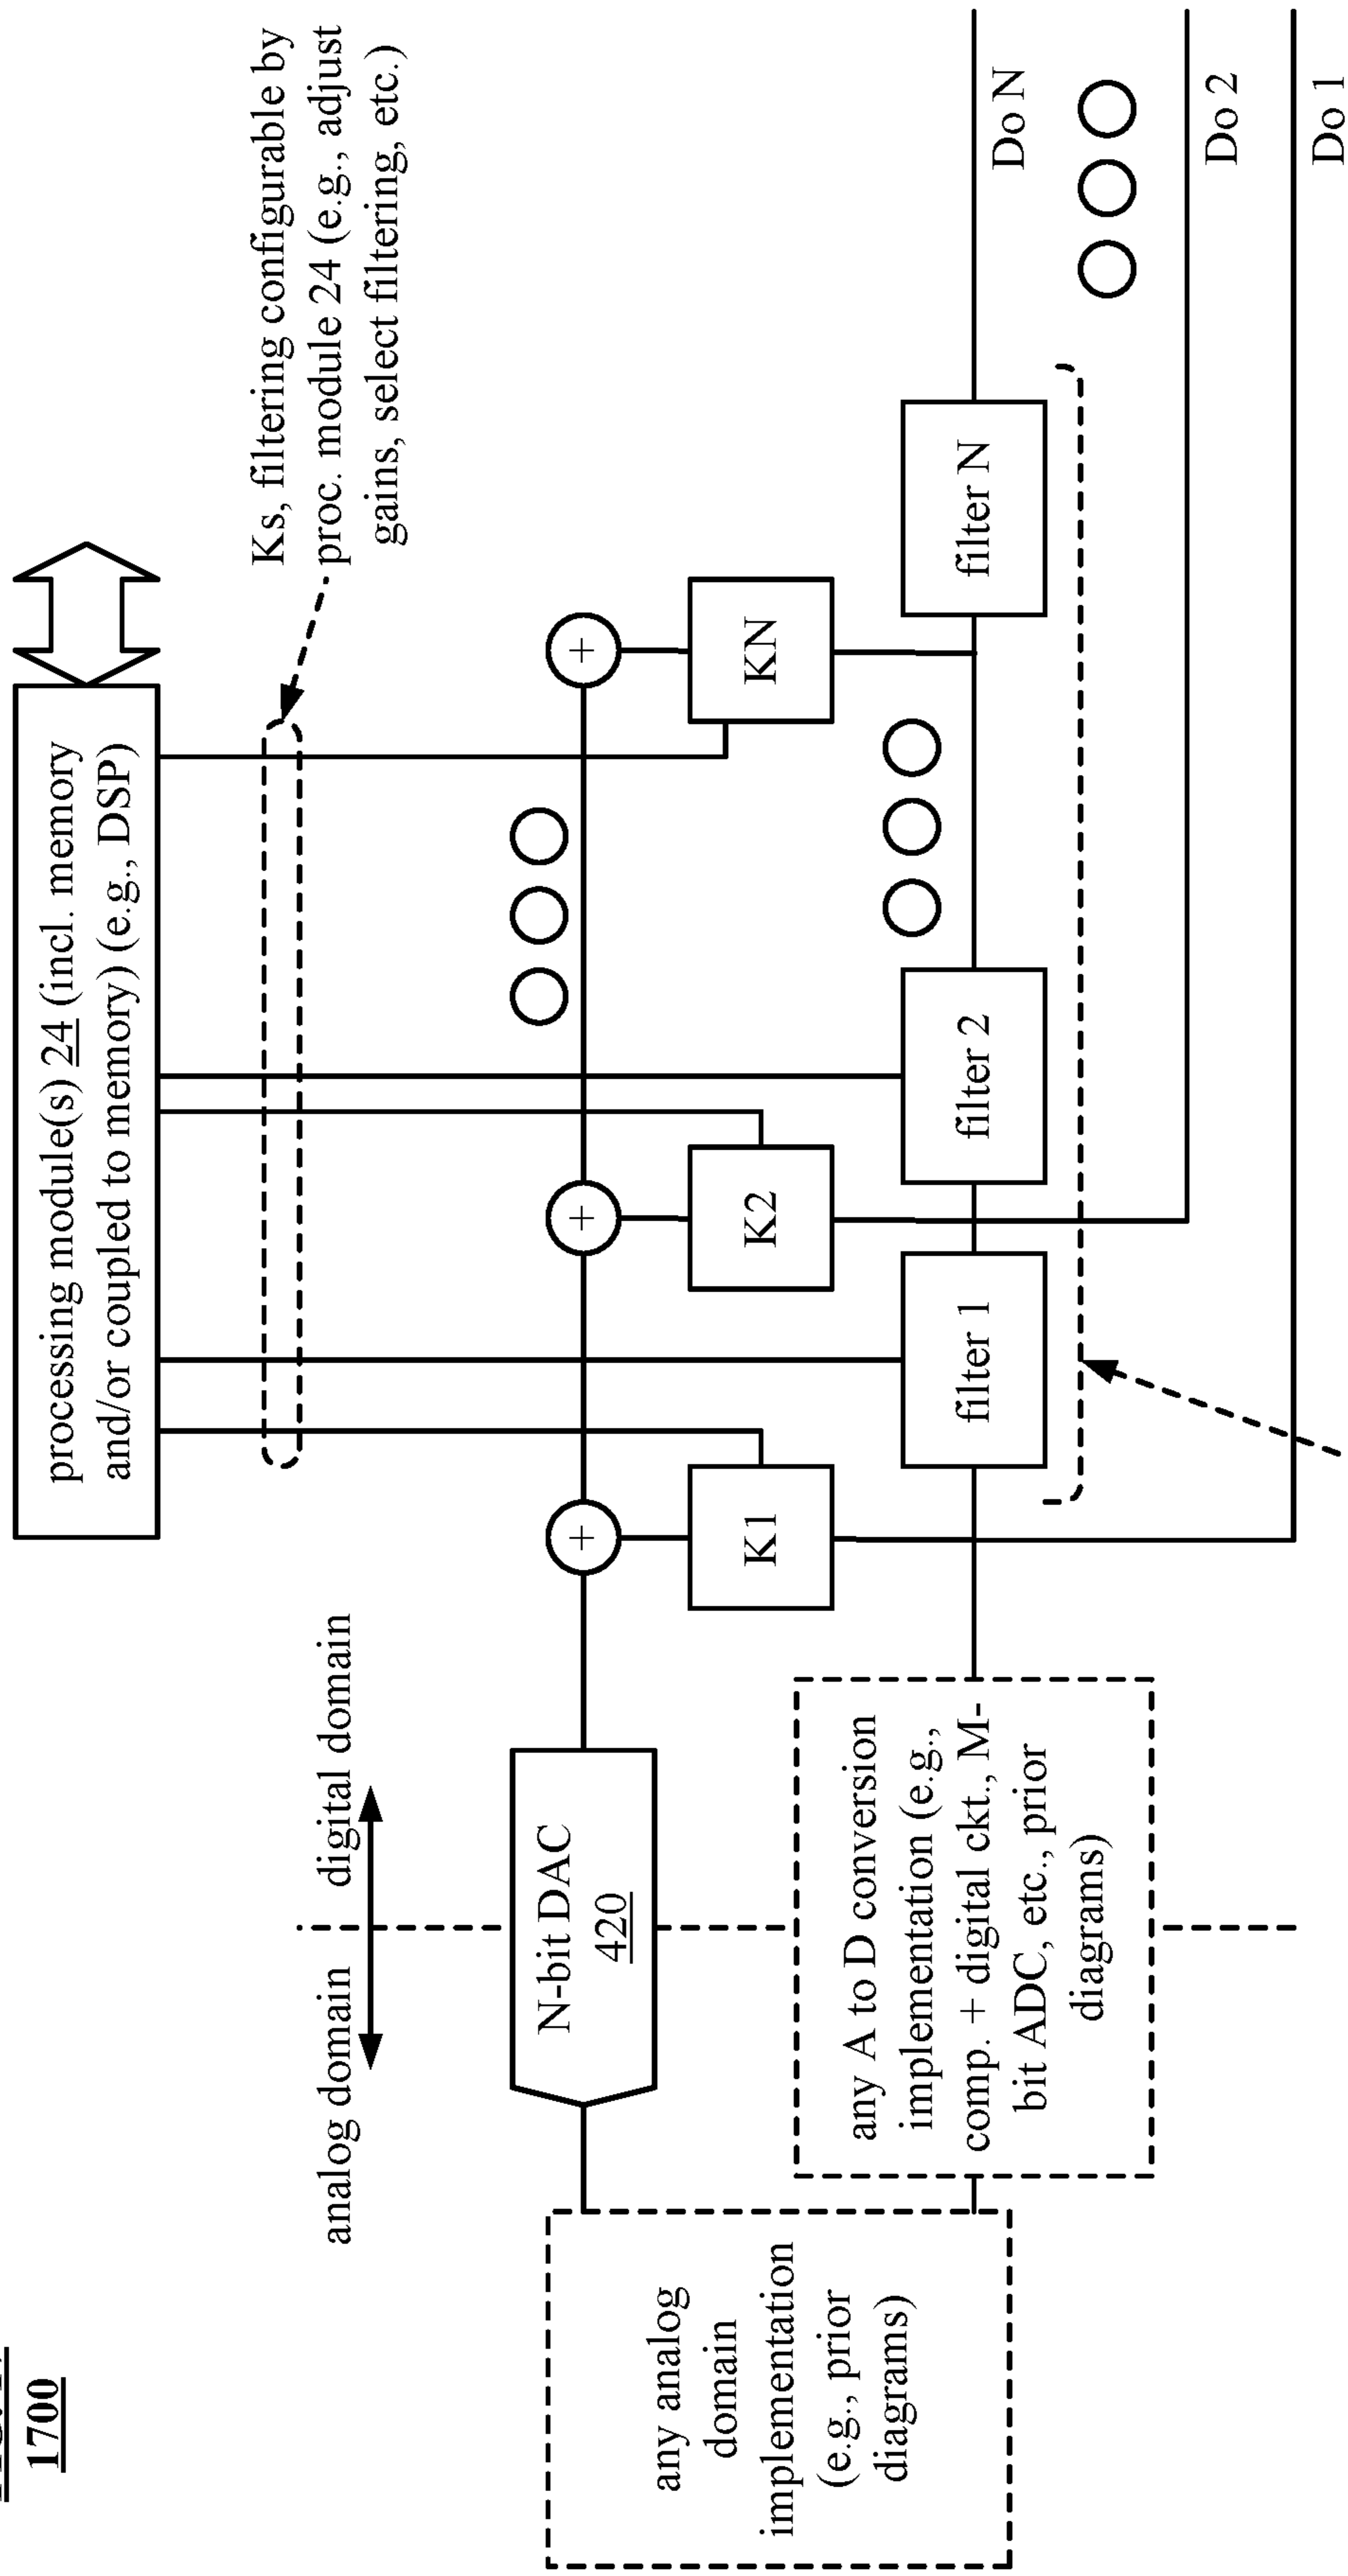 1700
processing module(s) 24 (incl. memory
and/or coupled to memory) (e.g., DSP)
Ks, filtering configurable by
proc. module 24 (e.g., adjust
gains, select filtering, etc.)
analog domain
digital domain
N-bit DAC
420
+
+
+
K1
K2
KN
any analog
domain
implementation
(e.g., prior
diagrams)
any A to D conversion
implementation (e.g.,
comp. + digital ckt., M-
bit ADC, etc., prior
diagrams)
filter 1
filter 2
filter N
Do N
Do 2
Do 1